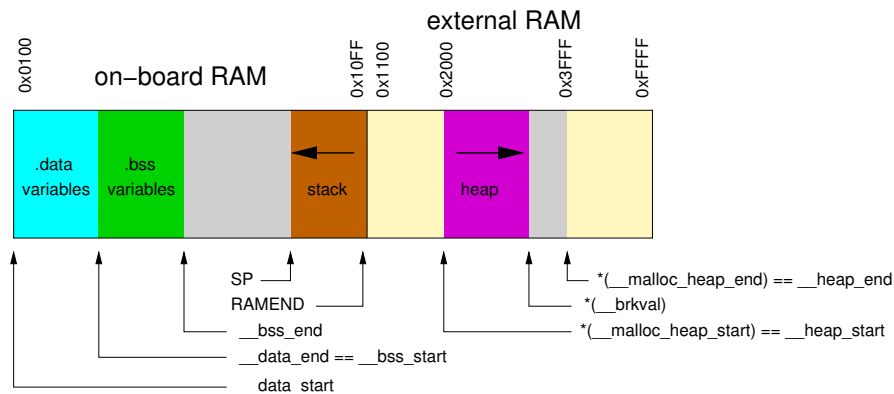 external RAM
on−board RAM
0x0100
0x10FF
0x1100
0x2000
0x3FFF
0xFFFF
.data
variables
.bss
variables
stack
heap
SP
RAMEND
__bss_end
__data_end == __bss_start
__data_start
*(__malloc_heap_end) == __heap_end
*(__brkval)
*(__malloc_heap_start) == __heap_start